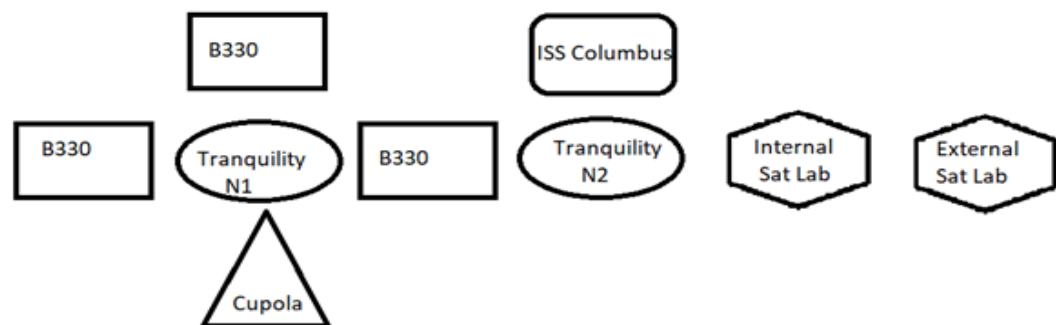 B330
ISS Columbus
B330
Tranquility
N1
B330
Tranquility
N2
Internal
Sat Lab
External
Sat Lab
Cupola